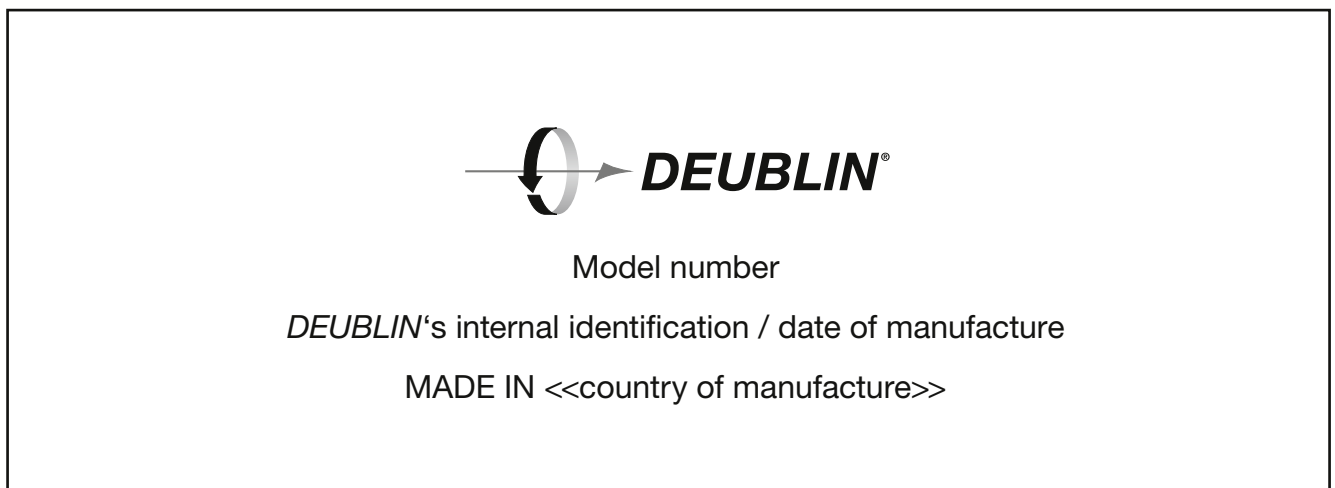 DEUBLIN®
Model number
DEUBLIN‘s internal identification / date of manufacture
MADE IN <<country of manufacture>>